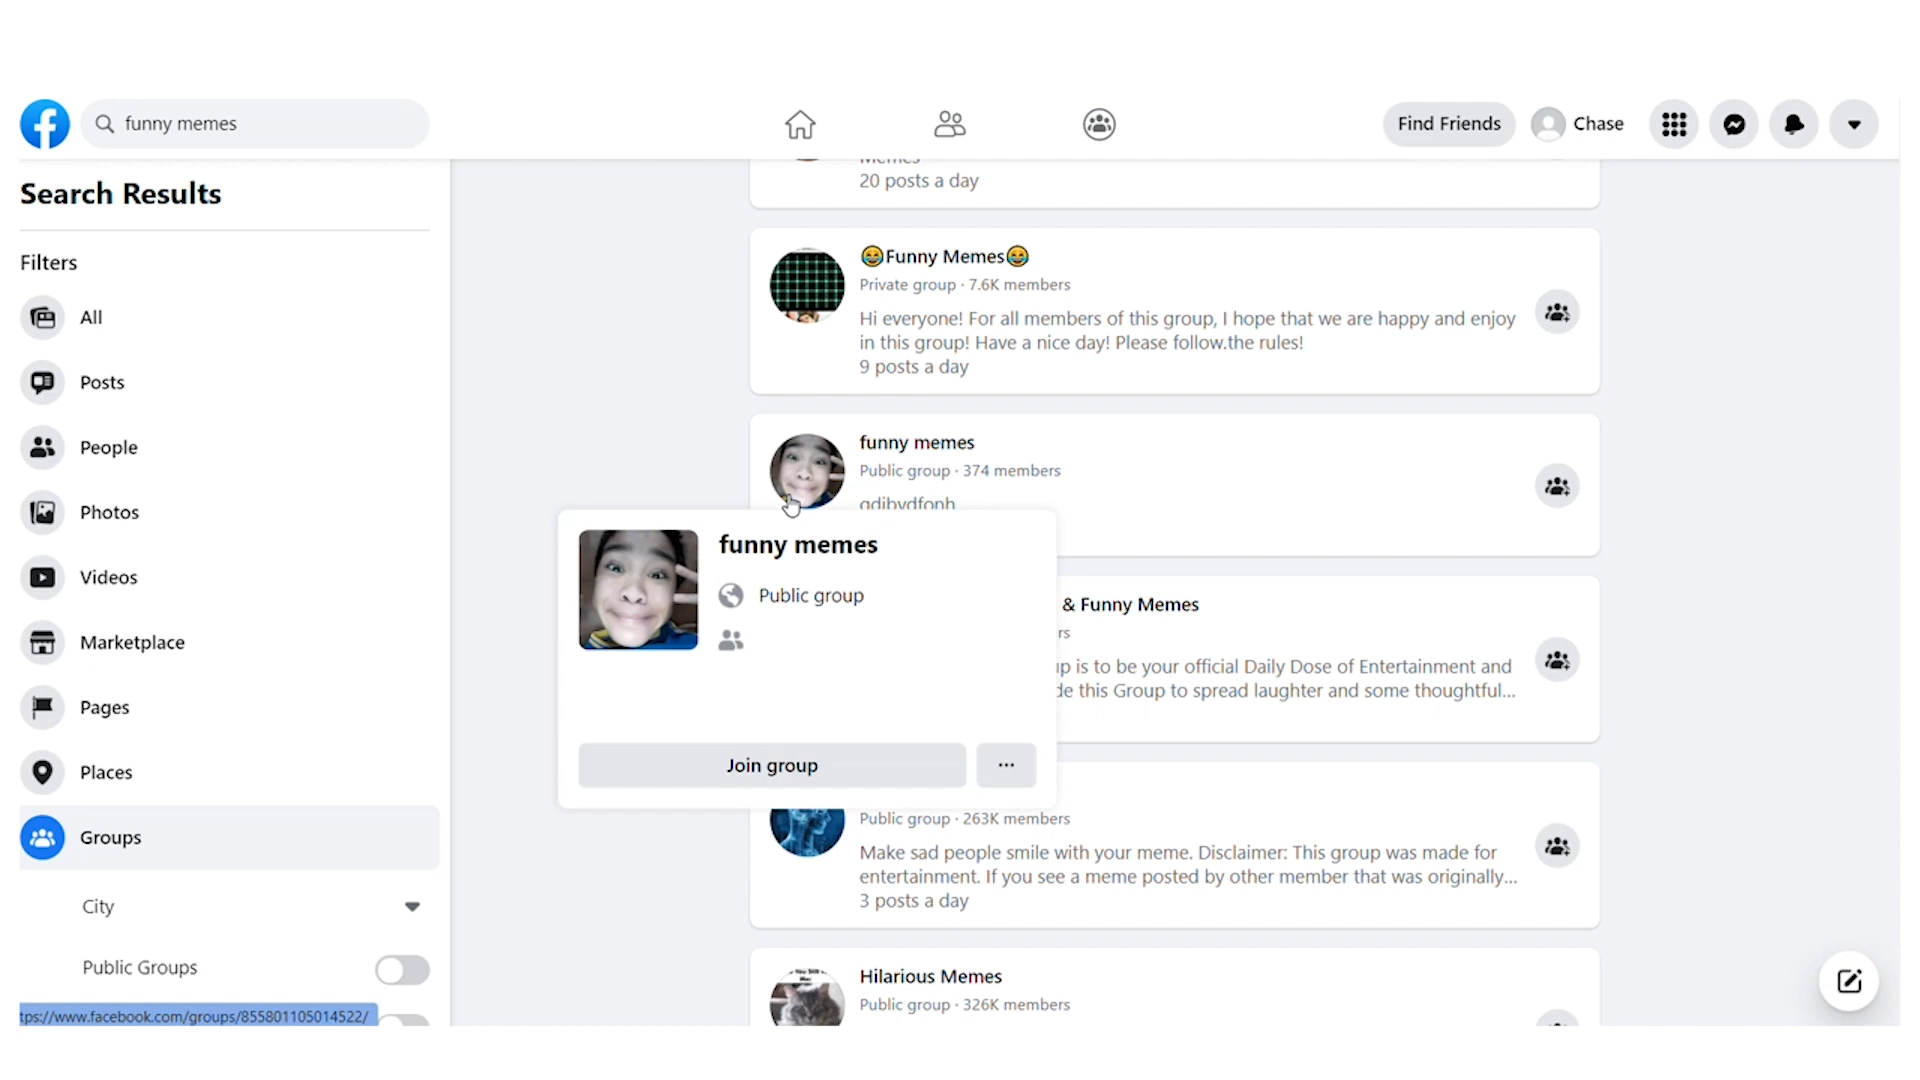 funny memes
Find Friends
Chase
Search Results
Filters
All
Posts
People
Photos
Videos
Marketplace
Pages
Places
Groups
City
Public Groups
tps://www.facebook.com/groups/855801105014522/
Memes
20 posts a day
😂Funny Memes😂
Private group · 7.6K members
Hi everyone! For all members of this group, I hope that we are happy and enjoy
in this group! Have a nice day! Please follow.the rules!
9 posts a day
funny memes
Public group · 374 members
funny memes
Public group
Join group
& Funny Memes
rs
is to be your official Daily Dose of Entertainment and
this Group to spread laughter and some thoughtful...
Public group · 263K members
Make sad people smile with your meme. Disclaimer: This group was made for
entertainment. If you see a meme posted by other member that was originally...
3 posts a day
Hilarious Memes
Public group · 326K members